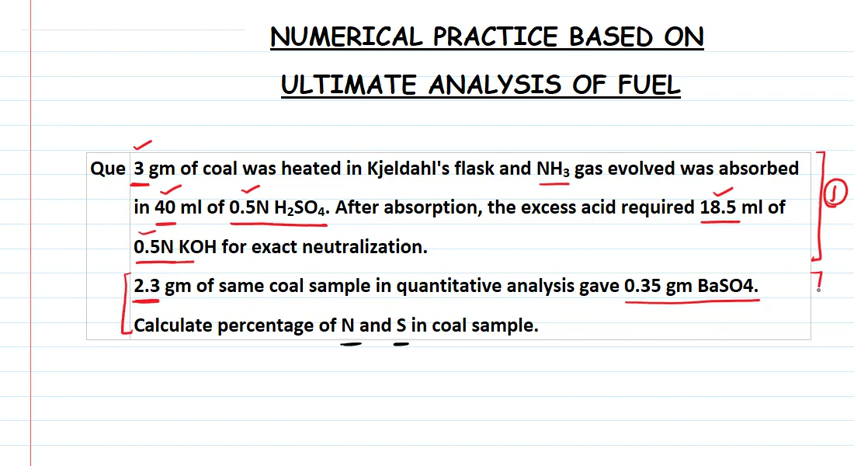 NUMERICAL PRACTICE BASED ON
ULTIMATE ANALYSIS OF FUEL
Que 3 gm of coal was heated in Kjeldahl's flask and NH₃ gas evolved was absorbed
in 40 ml of 0.5N H₂SO₄. After absorption, the excess acid required 18.5 ml of
0.5N KOH for exact neutralization.
2.3 gm of same coal sample in quantitative analysis gave 0.35 gm BaSO4.
Calculate percentage of N and S in coal sample.
1